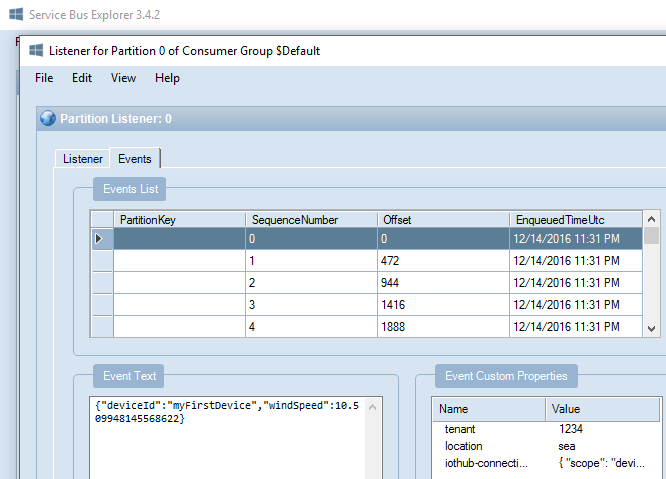 Service Bus Explorer 3.4.2
Listener for Partition 0 of Consumer Group $Default
File Edit View Help
Partition Listener: 0
Listener Events
Events List
PartitionKey SequenceNumber Offset EnqueuedTimeUtc
0 0 12/14/2016 11:31 PM
1 472 12/14/2016 11:31 PM
2 944 12/14/2016 11:31 PM
3 1416 12/14/2016 11:31 PM
4 1888 12/14/2016 11:31 PM
Event Text
{"deviceId":"myFirstDevice","windSpeed":10.5
09948145568622}
Event Custom Properties
Name Value
tenant 1234
location sea
iothub-connecti... { "scope": "devi...